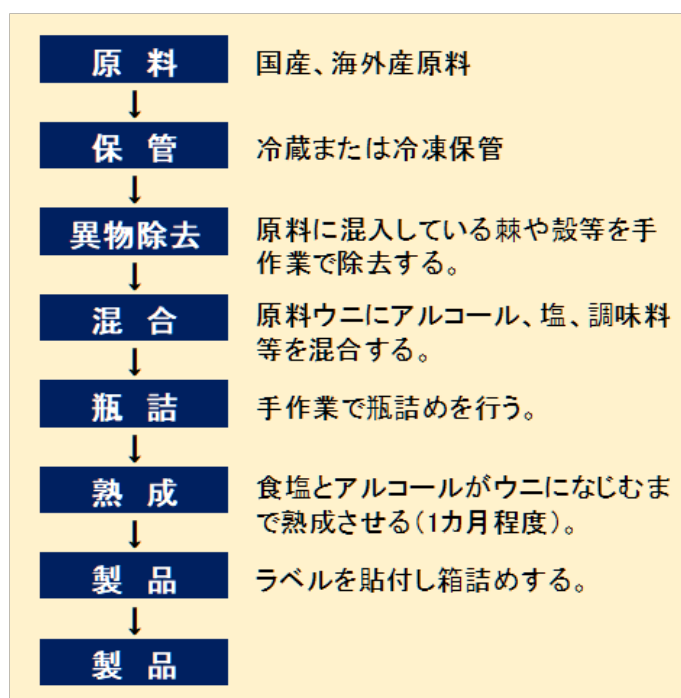 原 料 国産、海外産原料
↓
保 管 冷蔵または冷凍保管
↓
異物除去 原料に混入している棘や殻等を手
作業で除去する。
↓
混 合 原料ウニにアルコール、塩、調味料
等を混合する。
↓
瓶 詰 手作業で瓶詰めを行う。
↓
熟 成 食塩とアルコールがウニになじむま
で熟成させる(1カ月程度)。
↓
製 品 ラベルを貼付し箱詰めする。
↓
製 品